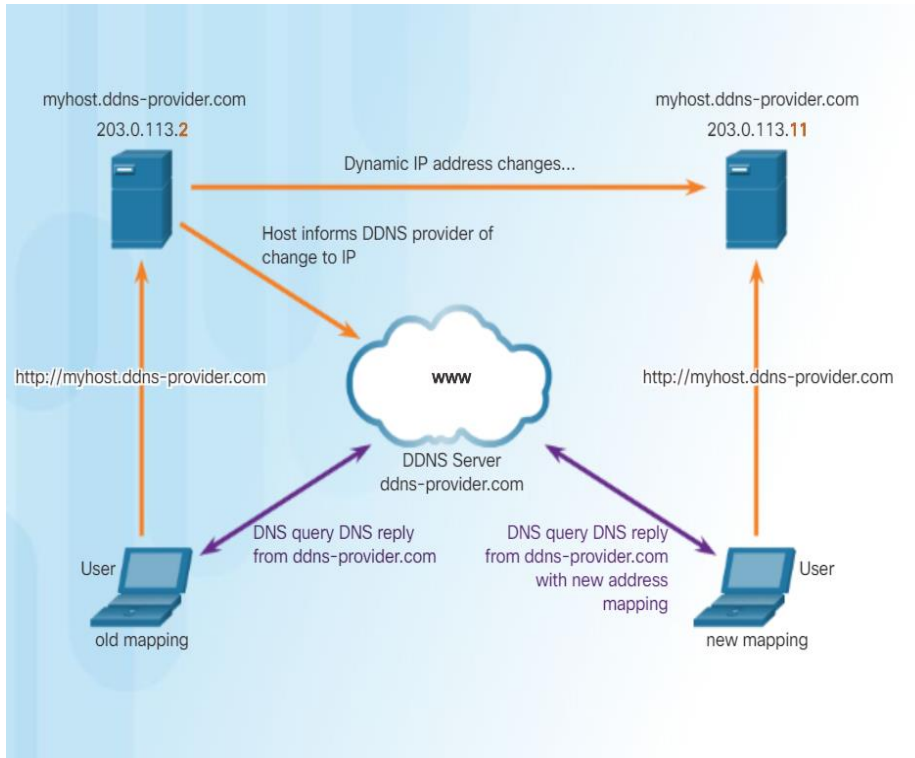 myhost.ddns-provider.com
203.0.113.2
myhost.ddns-provider.com
203.0.113.11
Dynamic IP address changes...
Host informs DDNS provider of
change to IP
http://myhost.ddns-provider.com
www
http://myhost.ddns-provider.com
DDNS Server
ddns-provider.com
DNS query DNS reply
from ddns-provider.com
DNS query DNS reply
from ddns-provider.com
with new address
mapping
User
old mapping
User
new mapping